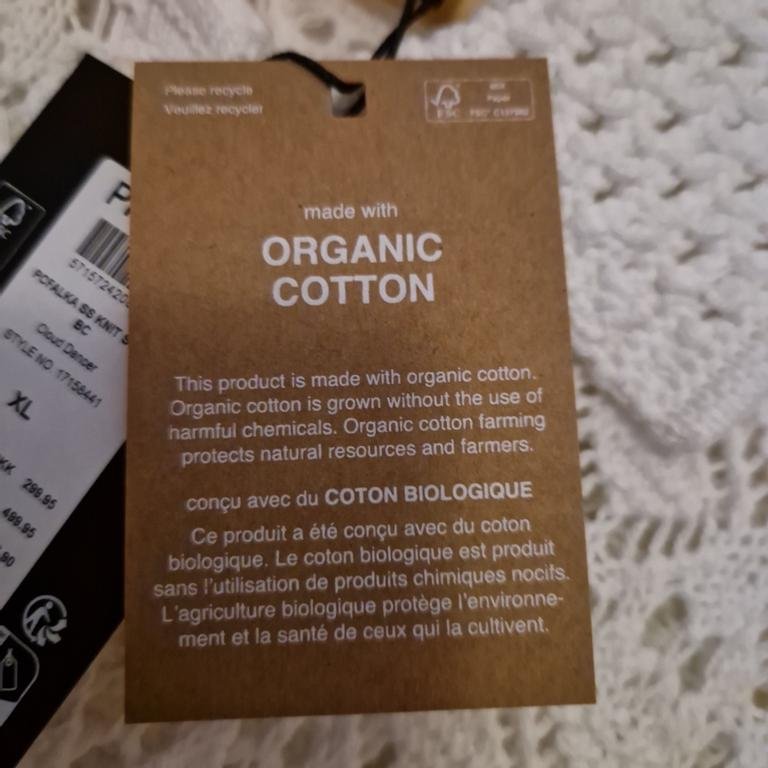 Please recycle
Veuillez recycler
FSC
MIX
Paper
made with
ORGANIC
COTTON
This product is made with organic cotton.
Organic cotton is grown without the use of
harmful chemicals. Organic cotton farming
protects natural resources and farmers.
conçu avec du COTON BIOLOGIQUE
Ce produit a été conçu avec du coton
biologique. Le coton biologique est produit
sans l'utilisation de produits chimiques nocifs.
L'agriculture biologique protège l'environne-
ment et la santé de ceux qui la cultivent.
PCFALKA SS KNIT
BC
Cloud Dancer
STYLE NO 17158441
XL
299.95
499.95